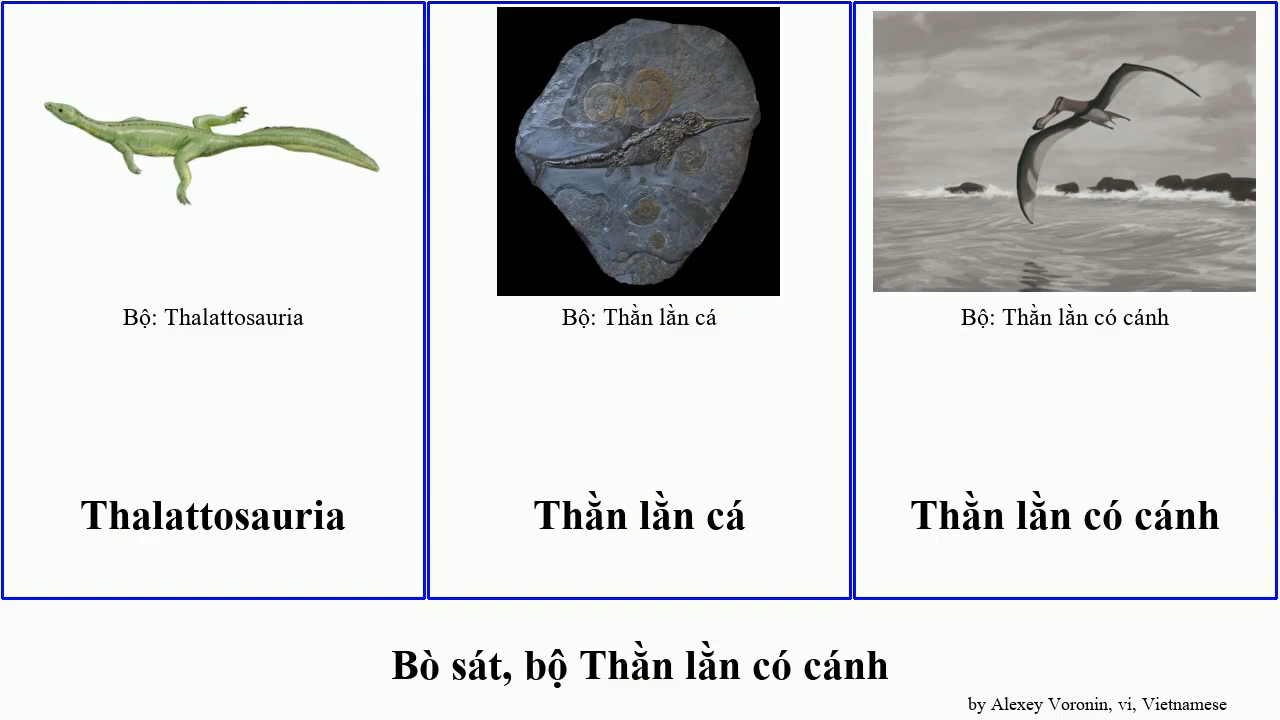 Bộ: Thalattosauria
Bộ: Thằn lằn cá
Bộ: Thằn lằn có cánh
Thalattosauria
Thằn lằn cá
Thằn lằn có cánh
Bò sát, bộ Thằn lằn có cánh
by Alexey Voronin, vi, Vietnamese